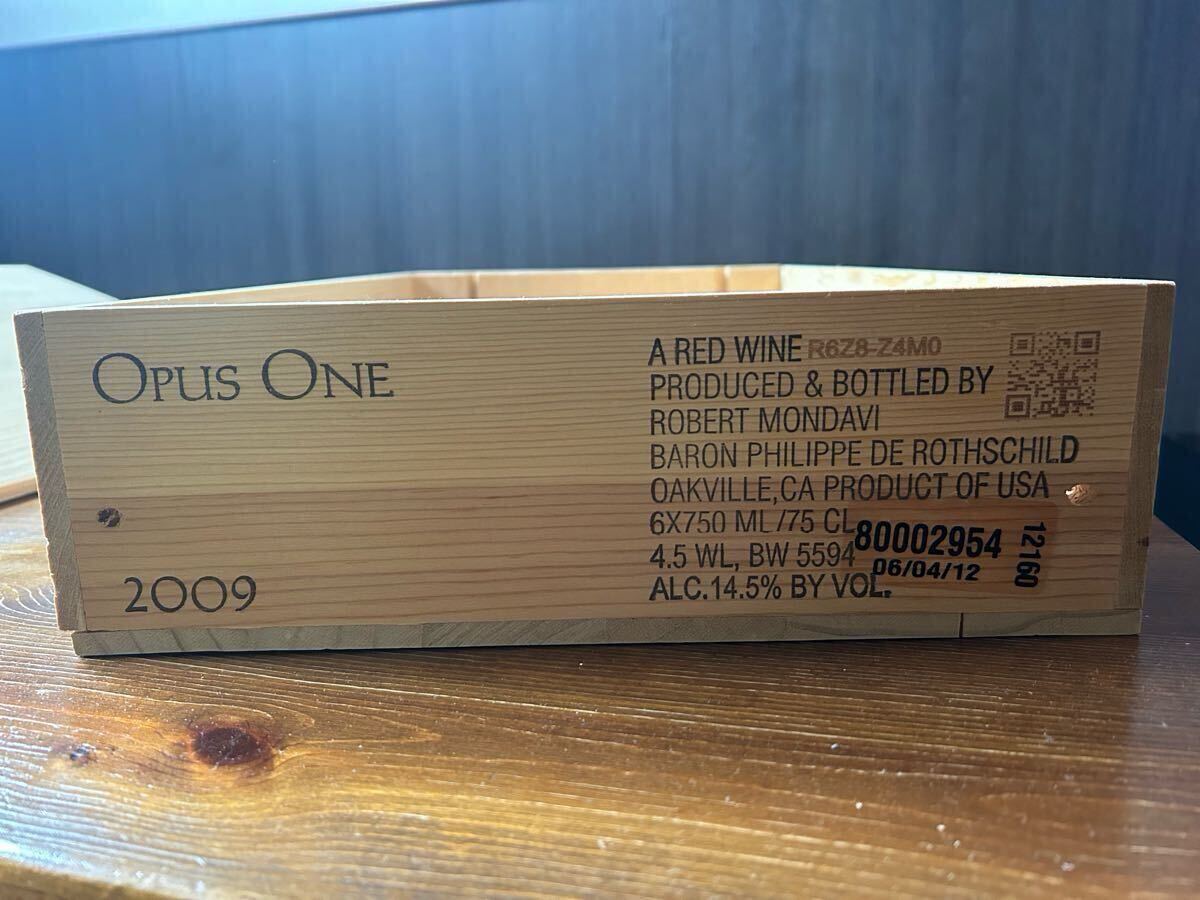 OPUS ONE
2009
A RED WINE R6Z8-Z4M0
PRODUCED & BOTTLED BY
ROBERT MONDAVI
BARON PHILIPPE DE ROTHSCHILD
OAKVILLE, CA PRODUCT OF USA
6X750 ML /75 CL
4.5 WL, BW 5594
ALC.14.5% BY VOL.
80002954
06/04/12
12160